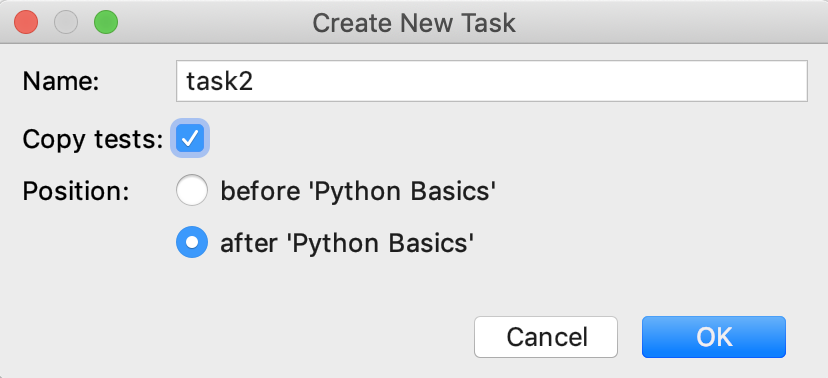 Create New Task
Name: task2
Copy tests:
Position: before 'Python Basics'
after 'Python Basics'
Cancel OK